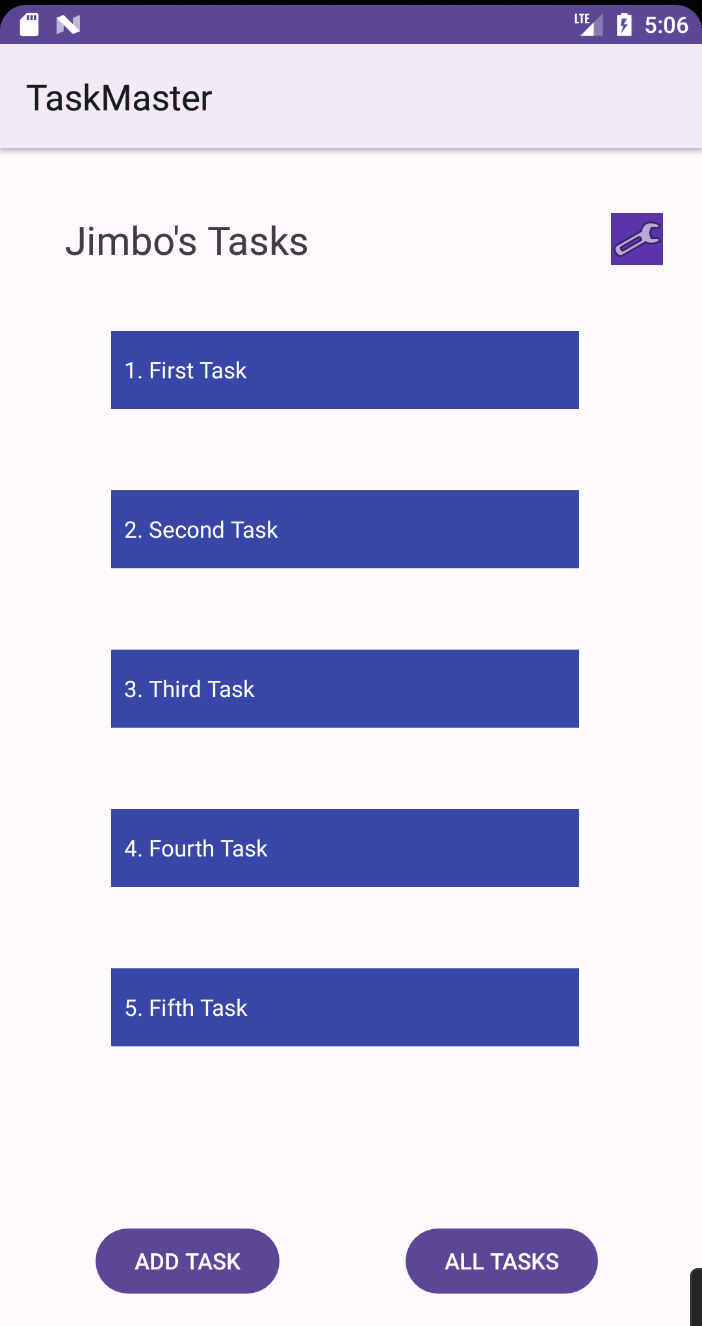 LTE 5:06
TaskMaster
Jimbo's Tasks
1. First Task
2. Second Task
3. Third Task
4. Fourth Task
5. Fifth Task
ADD TASK ALL TASKS